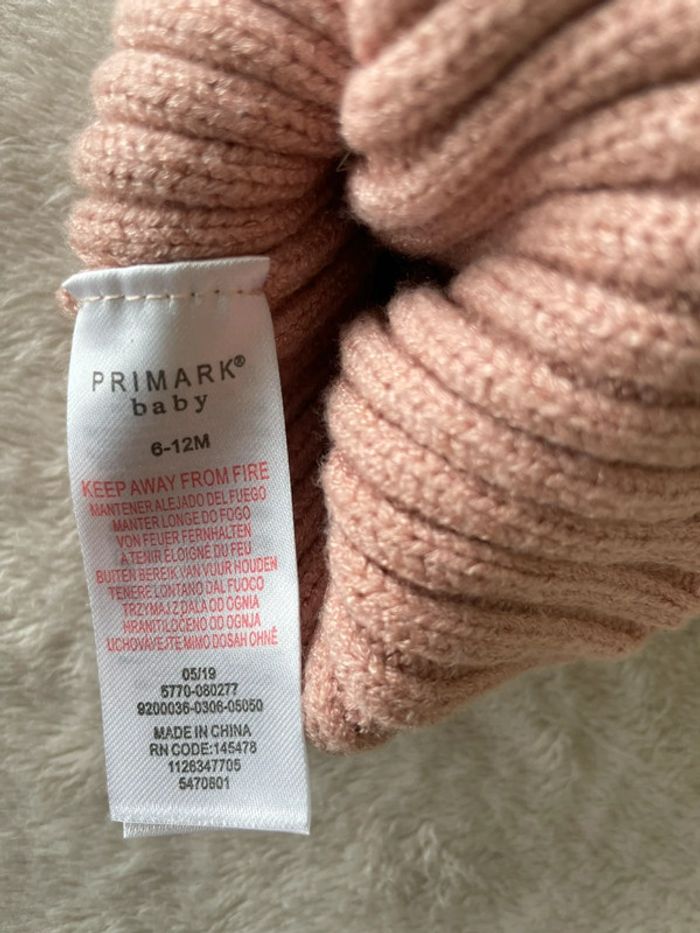 PRIMARK®
baby
6-12M
KEEP AWAY FROM FIRE
MANTENER ALEJADO DEL FUEGO
MANTER LONGE DO FOGO
VON FEUER FERNHALTEN
À TENIR ÉLOIGNÉ DU FEU
BUITEN BEREIK VAN VUUR HOUDEN
TENERE LONTANO DAL FUOCO
TRZYMAJ Z DALA OD OGNIA
HRANITI LOČENO OD OGNJA
UCHOVÁVEJTE MIMO DOSAH OHNĚ
05/19
5770-080277
9200036-0306-05050
MADE IN CHINA
RN CODE:145478
1126347705
5470801